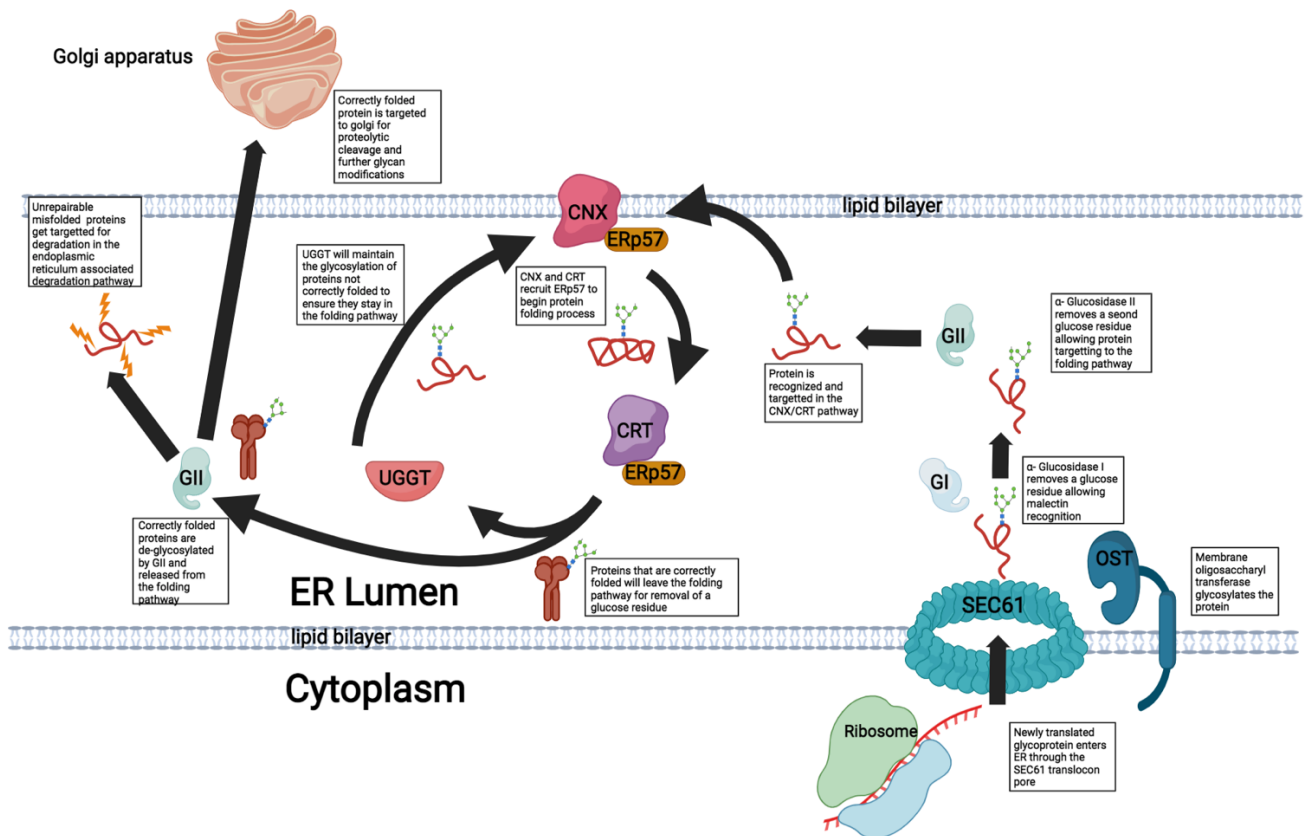 Golgi apparatus
Correctly folded
protein is targeted
to golgi for
proteolytic
cleavage and
further glycan
modifications
Unrepairable
misfolded proteins
get targetted for
degradation in the
endoplasmic
reticulum associated
degradation pathway
UGGT will maintain
the glycosylation of
proteins not
correctly folded to
ensure they stay in
the folding pathway
CNX
ERp57
CNX and CRT
recruit ERp57 to
begin protein
folding process
lipid bilayer
Protein is
recognized and
targetted in the
CNX/CRT pathway
GII
α- Glucosidase II
removes a seond
glucose residue
allowing protein
targetting to the
folding pathway
CRT
ERp57
UGGT
GII
Correctly folded
proteins are
de-glycosylated
by GII and
released from
the folding
pathway
GI
α- Glucosidase I
removes a glucose
residue allowing
malectin
recognition
Proteins that are correctly
folded will leave the folding
pathway for removal of a
glucose residue
OST
Membrane
oligosaccharyl
transferase
glycosylates the
protein
SEC61
ER Lumen
lipid bilayer
Cytoplasm
Ribosome
Newly translated
glycoprotein enters
ER through the
SEC61 translocon
pore